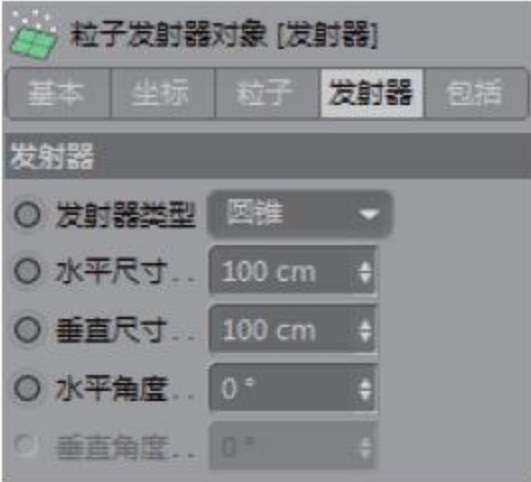 粒子发射器对象 [发射器]
基本 坐标 粒子 发射器 包括
发射器
发射器类型 圆锥
水平尺寸 . . 100 cm
垂直尺寸 . . 100 cm
水平角度 . . 0 °
垂直角度 . . 0 °